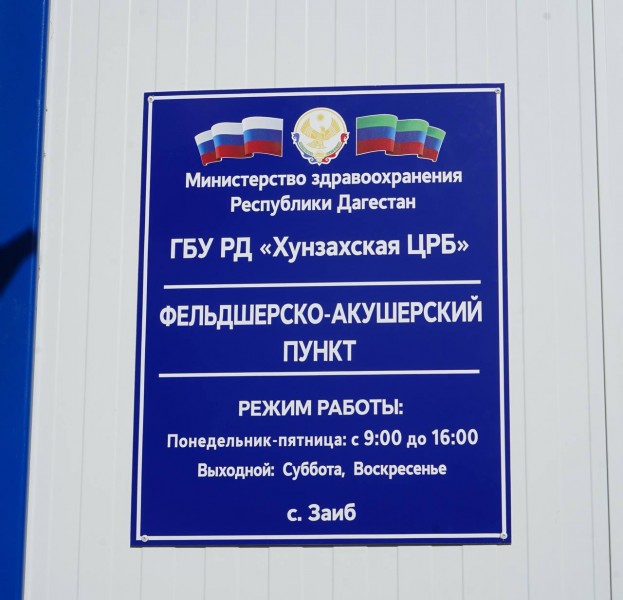 Министерство здравоохранения
Республики Дагестан
ГБУ РД «Хунзахская ЦРБ»
ФЕЛЬДШЕРСКО-АКУШЕРСКИЙ
ПУНКТ
РЕЖИМ РАБОТЫ:
Понедельник-пятница: с 9:00 до 16:00
Выходной: Суббота, Воскресенье
с. Заиб